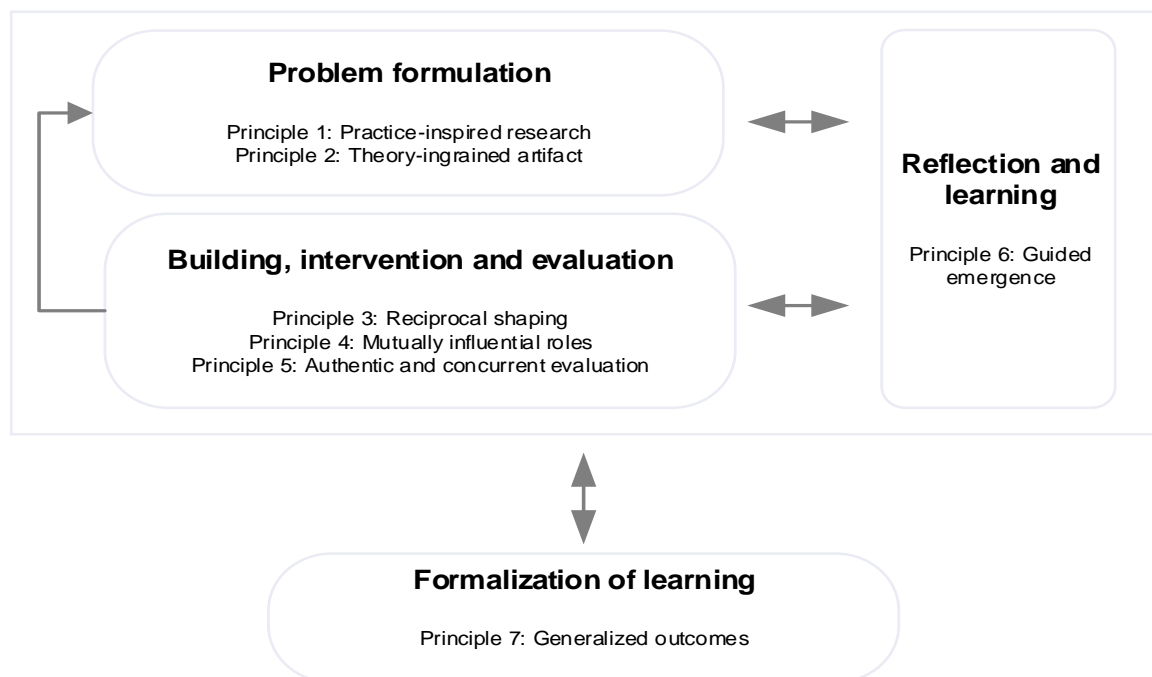 Problem formulation
Principle 1: Practice-inspired research
Principle 2: Theory-ingrained artifact
Building, intervention and evaluation
Principle 3: Reciprocal shaping
Principle 4: Mutually influential roles
Principle 5: Authentic and concurrent evaluation
Reflection and
learning
Principle 6: Guided
emergence
Formalization of learning
Principle 7: Generalized outcomes